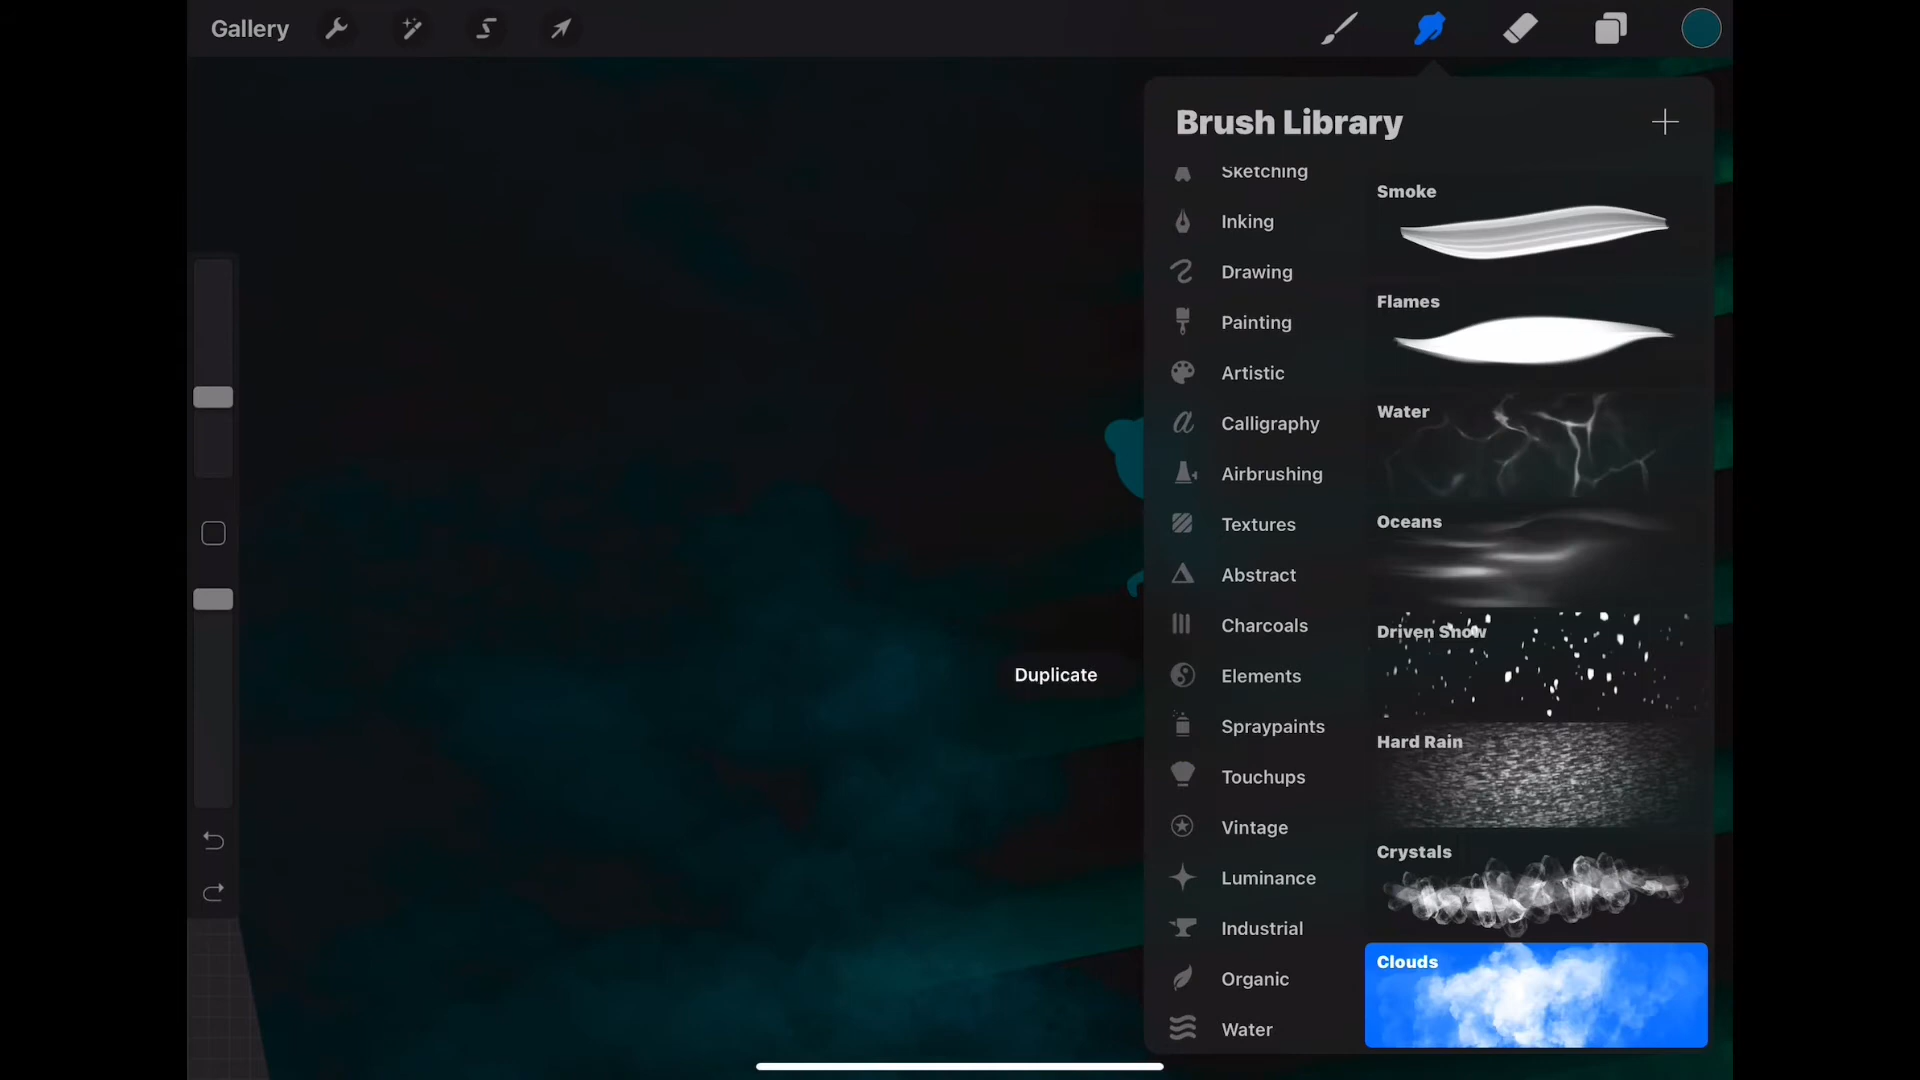 Gallery
Brush Library
Sketching
Inking
Drawing
Painting
Artistic
Calligraphy
Airbrushing
Textures
Abstract
Charcoals
Elements
Spraypaints
Touchups
Vintage
Luminance
Industrial
Organic
Water
Smoke
Flames
Water
Oceans
Driven Snow
Hard Rain
Crystals
Clouds
Duplicate